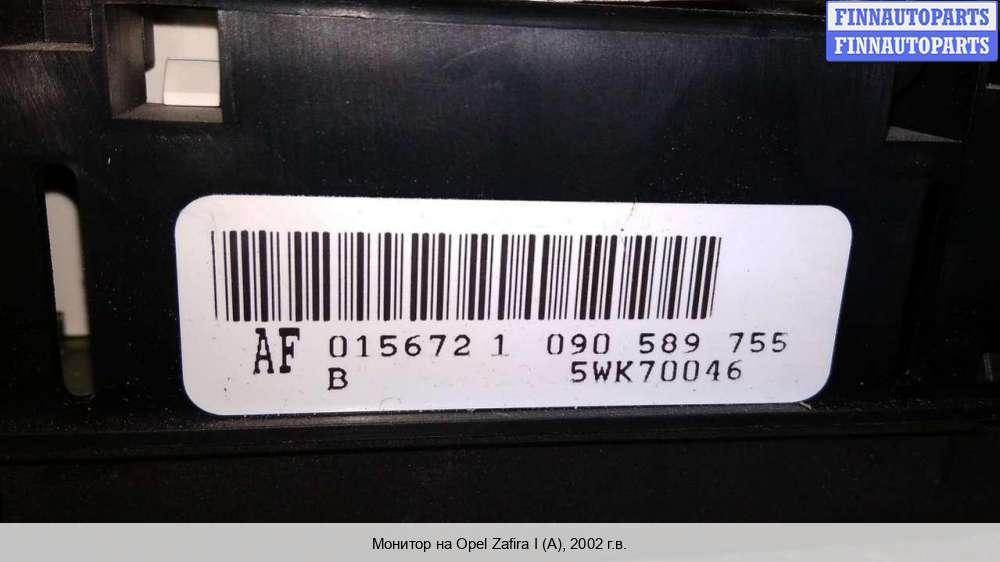 FINNAUTOPARTS
FINNAUTOPARTS
AF 015672 1 090 589 755
B 5WK70046
Монитор на Opel Zafira I (A), 2002 г.в.